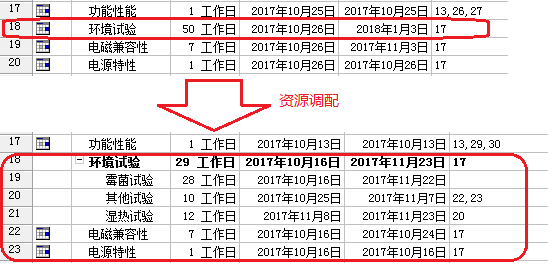 17 功能性能 1 工作日 2017年10月25日 2017年10月25日 13,26,27
18 环境试验 50 工作日 2017年10月26日 2018年1月3日 17
19 电磁兼容性 7 工作日 2017年10月26日 2017年11月3日 17
20 电源特性 1 工作日 2017年10月26日 2017年10月26日 17
资源调配
17 功能性能 1 工作日 2017年10月13日 2017年10月13日 13,29,30
18 环境试验 29 工作日 2017年10月16日 2017年11月23日 17
19 霉菌试验 28 工作日 2017年10月16日 2017年11月22日
20 其他试验 10 工作日 2017年10月25日 2017年11月7日 22,23
21 湿热试验 12 工作日 2017年11月8日 2017年11月23日 20
22 电磁兼容性 7 工作日 2017年10月16日 2017年10月24日 17
23 电源特性 1 工作日 2017年10月16日 2017年10月16日 17